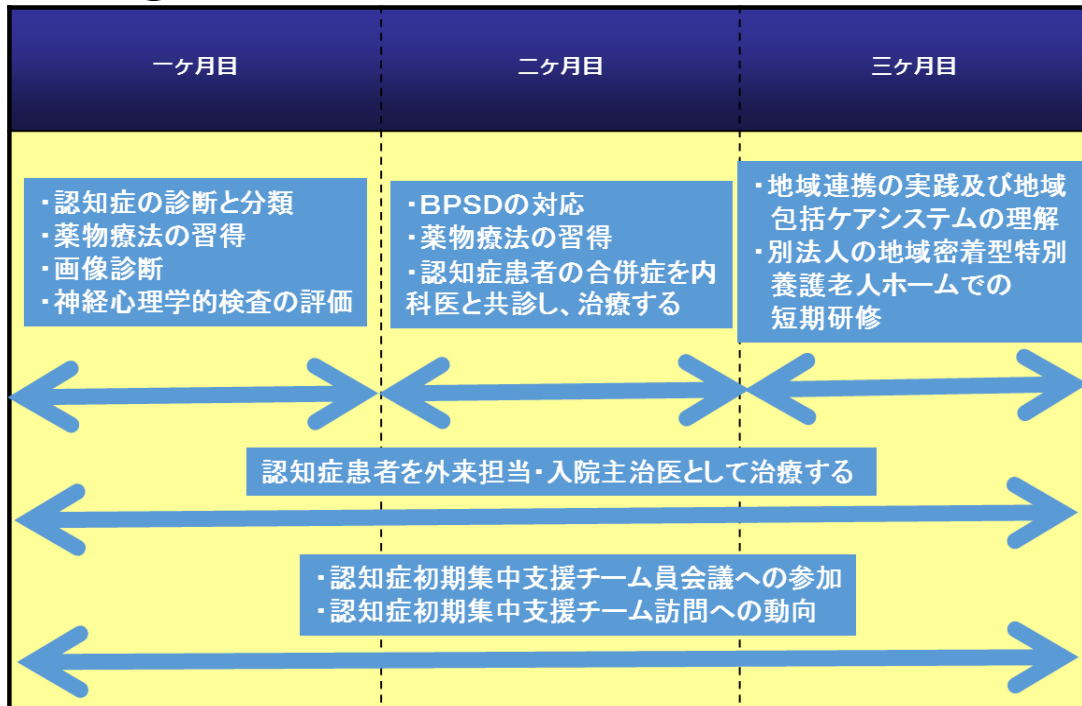 一ヶ月目
二ヶ月目
三ヶ月目
・認知症の診断と分類
・薬物療法の習得
・画像診断
・神経心理学的検査の評価
・BPSDの対応
・薬物療法の習得
・認知症患者の合併症を内
科医と共診し、治療する
・地域連携の実践及び地域
包括ケアシステムの理解
・別法人の地域密着型特別
養護老人ホームでの
短期研修
認知症患者を外来担当・入院主治医として治療する
・認知症初期集中支援チーム員会議への参加
・認知症初期集中支援チーム訪問への動向